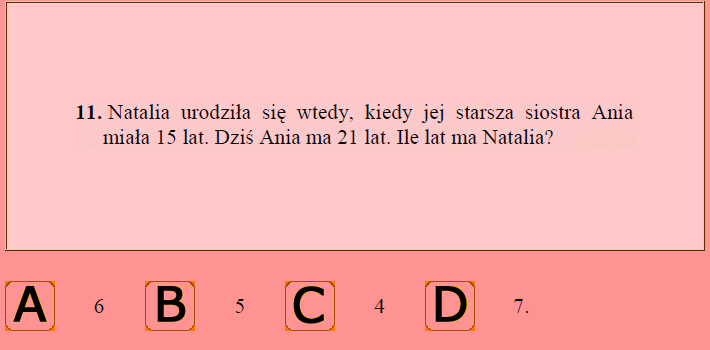 11. Natalia urodziła się wtedy, kiedy jej starsza siostra Ania
miała 15 lat. Dziś Ania ma 21 lat. Ile lat ma Natalia?
A 6 B 5 C 4 D 7.